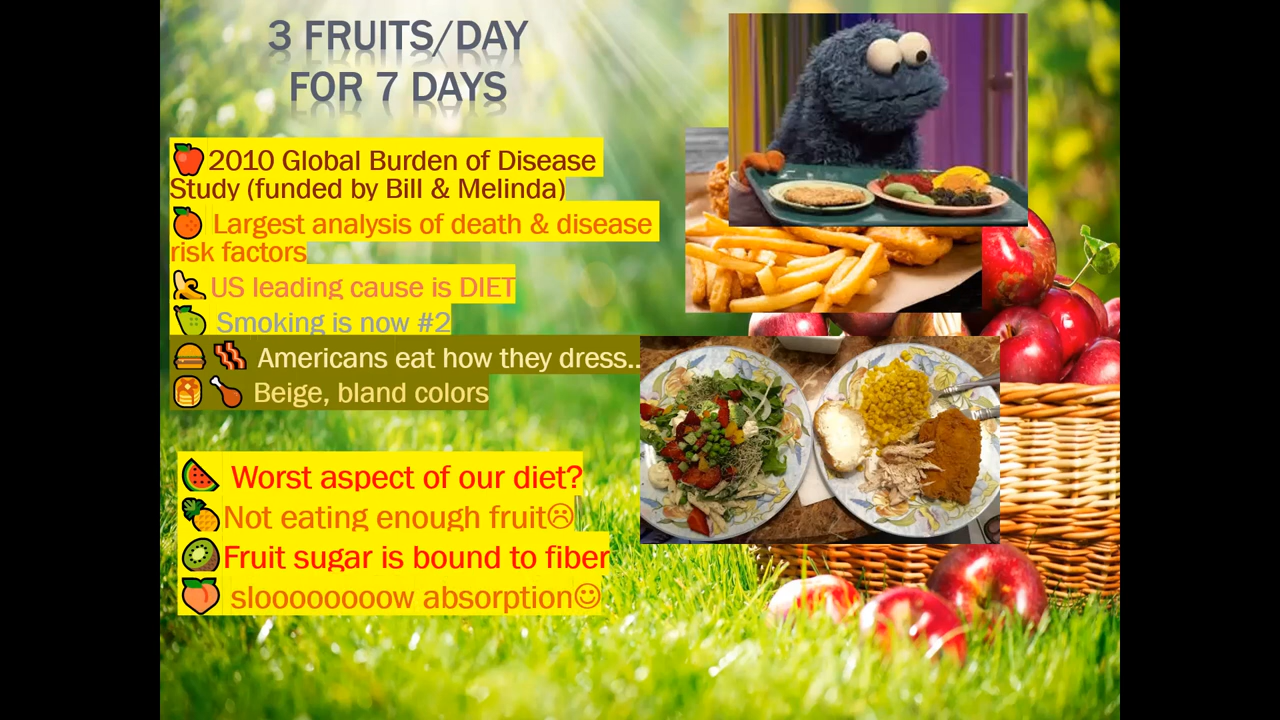 3 FRUITS/DAY
FOR 7 DAYS
🍎2010 Global Burden of Disease
Study (funded by Bill & Melinda)
🍊 Largest analysis of death & disease
risk factors
🍌 US leading cause is DIET
🍏 Smoking is now #2
🍔🥓 Americans eat how they dress..
🥞🍗 Beige, bland colors
🍉 Worst aspect of our diet?
🍍Not eating enough fruit☹
🥝Fruit sugar is bound to fiber
🍑 sloooooooow absorption☺